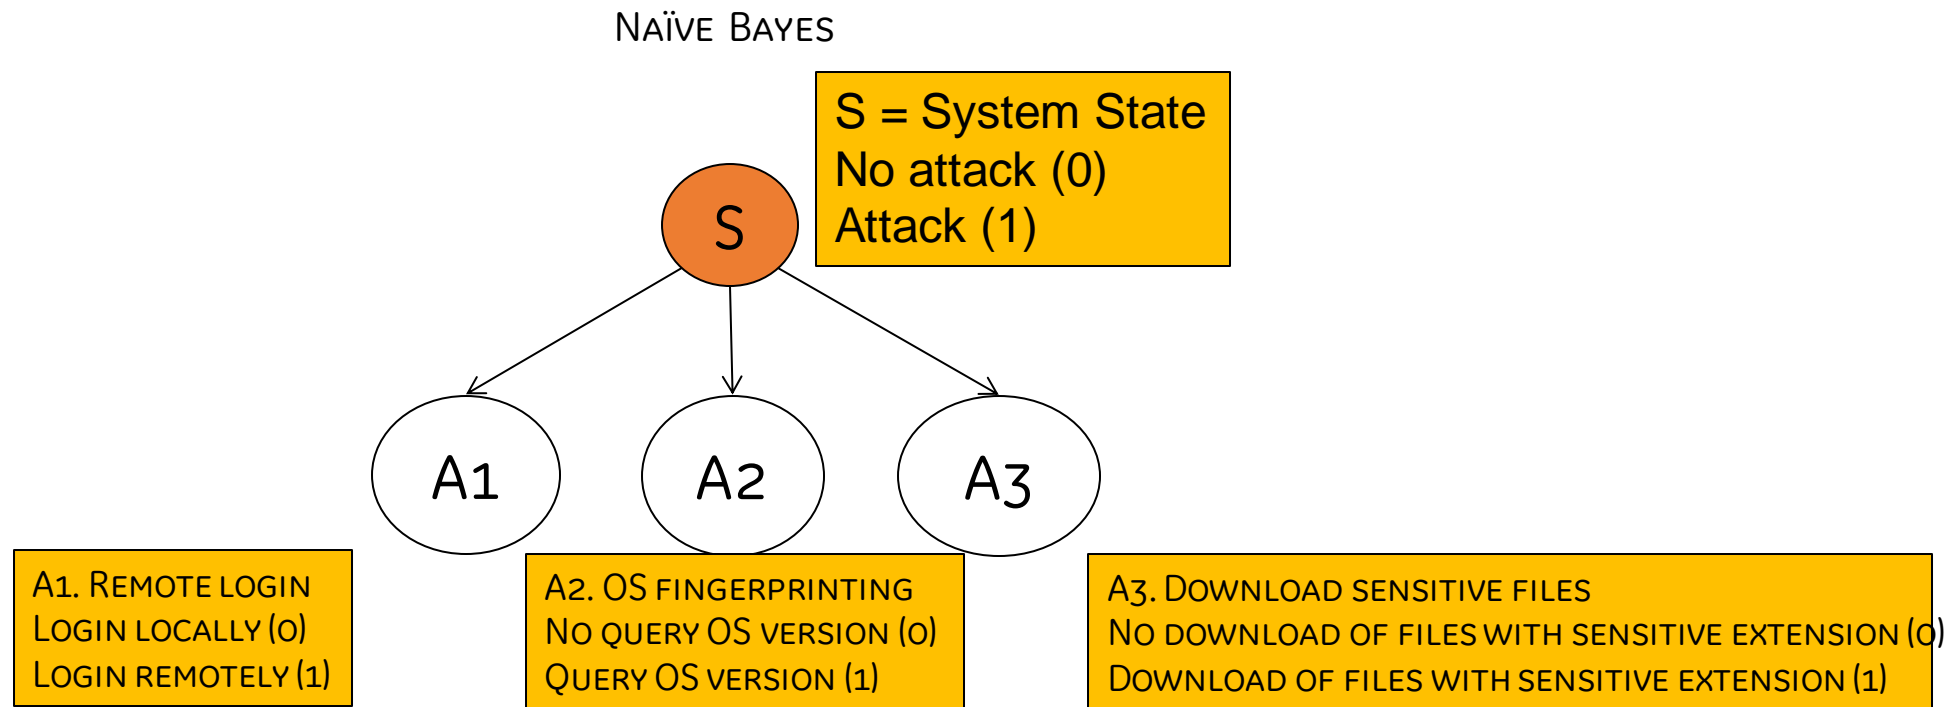 Naïve Bayes
S = System State
No attack (0)
Attack (1)
S
A1
A2
A3
A1. Remote login
Login locally (0)
Login remotely (1)
A2. OS fingerprinting
No query OS version (0)
Query OS version (1)
A3. Download sensitive files
No download of files with sensitive extension (0)
Download of files with sensitive extension (1)